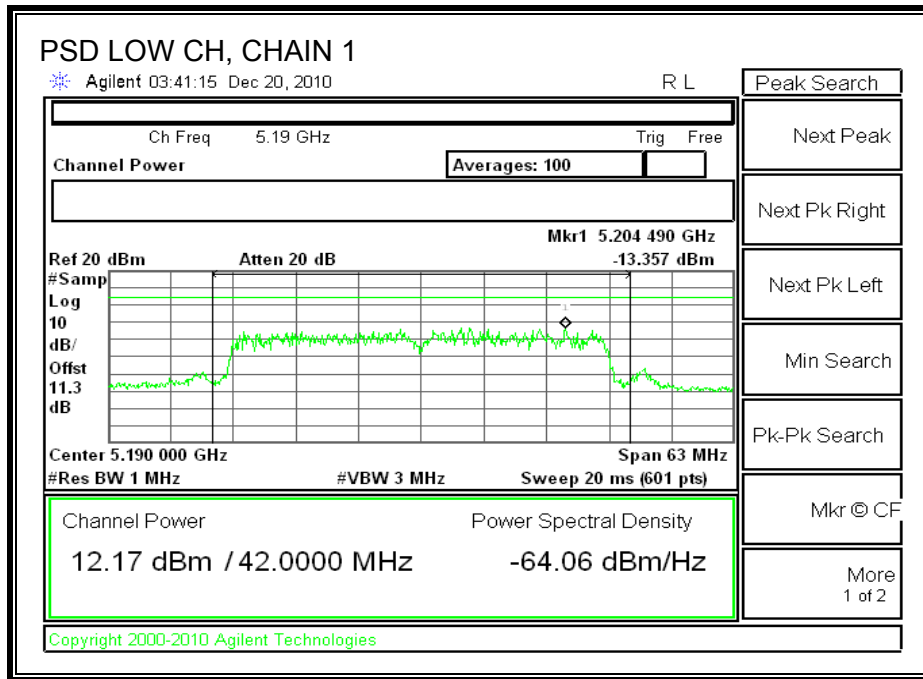 PSD LOW CH, CHAIN 1
Agilent 03:41:15 Dec 20, 2010 R L Peak Search
Ch Freq 5.19 GHz Trig Free
Channel Power Averages: 100
Next Peak
Next Pk Right
Mkr1 5.204 490 GHz
Ref 20 dBm Atten 20 dB -13.357 dBm
#Samp
Log
10
dB/
Offst
11.3
dB
Next Pk Left
Min Search
Pk-Pk Search
Center 5.190 000 GHz Span 63 MHz
#Res BW 1 MHz #VBW 3 MHz Sweep 20 ms (601 pts)
Channel Power Power Spectral Density
12.17 dBm / 42.0000 MHz -64.06 dBm/Hz
Mkr © CF
More
1 of 2
Copyright 2000-2010 Agilent Technologies